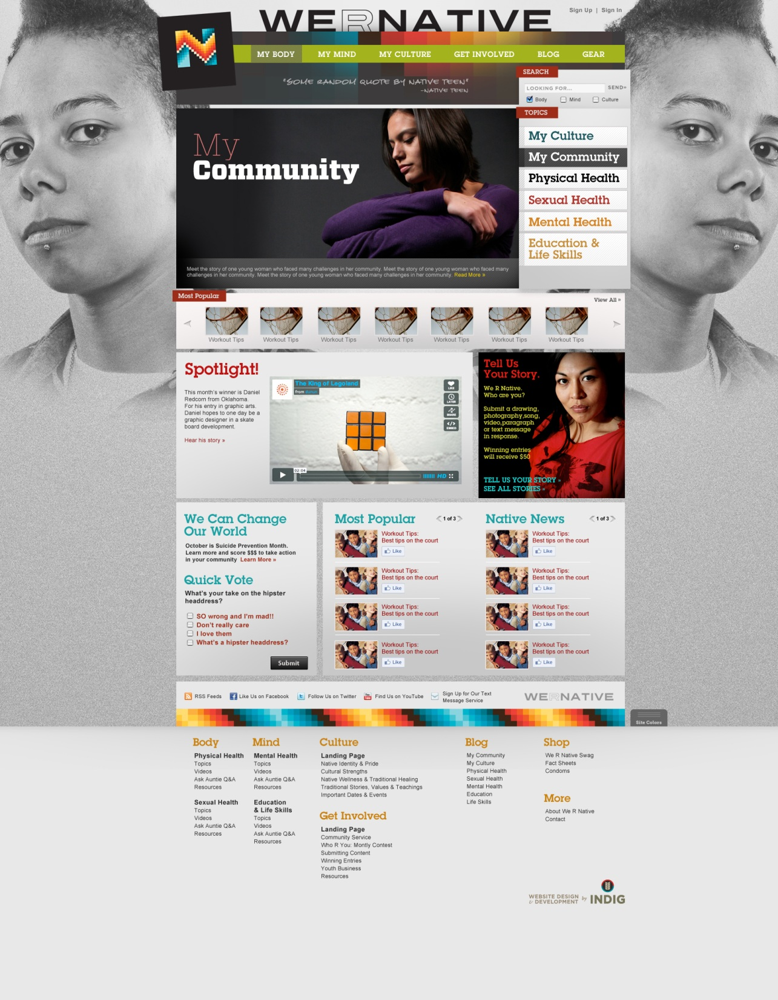 WERNATIVE
Sign Up | Sign In
N
MY BODY MY MIND MY CULTURE GET INVOLVED BLOG GEAR
"SOME RANDOM QUOTE BY NATIVE TEEN"
-NATIVE TEEN
SEARCH
LOOKING FOR... SEND»
Body Mind Culture
TOPICS
My Culture
My Community
Physical Health
Sexual Health
Mental Health
Education &
Life Skills
My
Community
Meet the story of one young woman who faced many challenges in her community. Meet the story of one young woman who faced many
challenges in her community. Meet the story of one young woman who faced many challenges in her community. Read More »
Most Popular
View All »
Workout Tips Workout Tips Workout Tips Workout Tips Workout Tips Workout Tips Workout Tips
Spotlight!
This month's winner is Daniel
Redcorn from Oklahoma.
For his entry in graphic arts.
Daniel hopes to one day be a
graphic designer in a skate
board development.
Hear his story »
The King of Legoland
from
LIKE
LATER
SHARE
EMBED
02:04
HD
Tell Us
Your Story.
We R Native.
Who are you?
Submit a drawing,
photography,song,
video,paragraph
or text message
in response.
Winning entries
will receive $50
TELL US YOUR STORY »
SEE ALL STORIES »
We Can Change
Our World
October is Suicide Prevention Month.
Learn more and score $$$ to take action
in your community Learn More »
Quick Vote
What's your take on the hipster
headdress?
SO wrong and I'm mad!!
Don't really care
I love them
What's a hipster headdress?
Submit
Most Popular
1 of 3
Workout Tips:
Best tips on the court
Like
Workout Tips:
Best tips on the court
Like
Workout Tips:
Best tips on the court
Like
Workout Tips:
Best tips on the court
Like
Native News
1 of 3
Workout Tips:
Best tips on the court
Like
Workout Tips:
Best tips on the court
Like
Workout Tips:
Best tips on the court
Like
Workout Tips:
Best tips on the court
Like
RSS Feeds Like Us on Facebook Follow Us on Twitter Find Us on YouTube
Sign Up for Our Text
Message Service
WERNATIVE
Site Colors
Body
Physical Health
Topics
Videos
Ask Auntie Q&A
Resources
Sexual Health
Topics
Videos
Ask Auntie Q&A
Resources
Mind
Mental Health
Topics
Videos
Ask Auntie Q&A
Resources
Education
& Life Skills
Topics
Videos
Ask Auntie Q&A
Resources
Culture
Landing Page
Native Identity & Pride
Cultural Strengths
Native Wellness & Traditional Healing
Traditional Stories, Values & Teachings
Important Dates & Events
Get Involved
Landing Page
Community Service
Who R You: Montly Contest
Submitting Content
Winning Entries
Youth Business
Resources
Blog
My Community
My Culture
Physical Health
Sexual Health
Mental Health
Education
Life Skills
Shop
We R Native Swag
Fact Sheets
Condoms
More
About We R Native
Contact
WEBSITE DESIGN
& DEVELOPMENT by INDIG